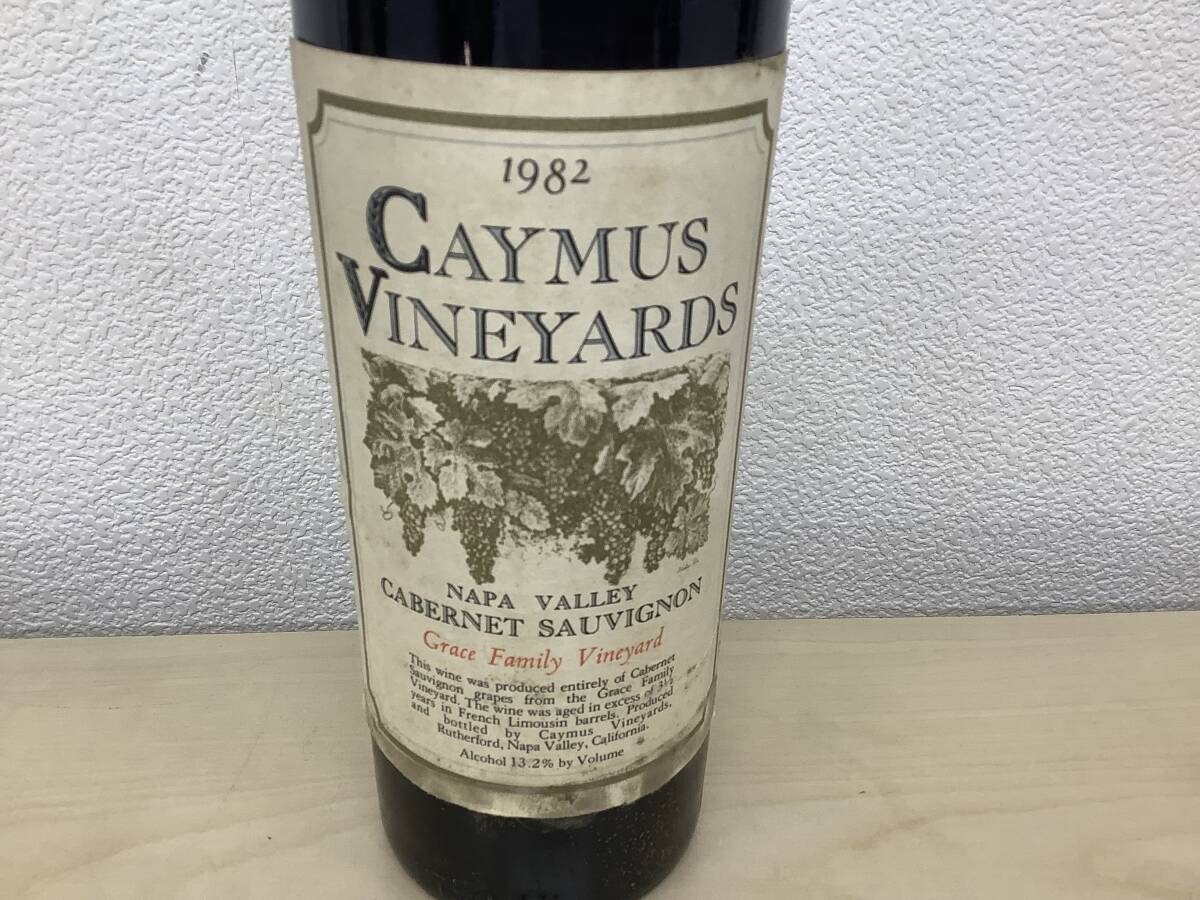 1982
CAYMUS
VINEYARDS
NAPA VALLEY
CABERNET SAUVIGNON
Grace Family Vineyard
This wine was produced entirely of Cabernet
Sauvignon grapes from the Grace Family
Vineyard. The wine was aged in excess of 3½
years in French Limousin barrels. Produced
and bottled by Caymus Vineyards,
Rutherford, Napa Valley, California.
Alcohol 13.2% by Volume